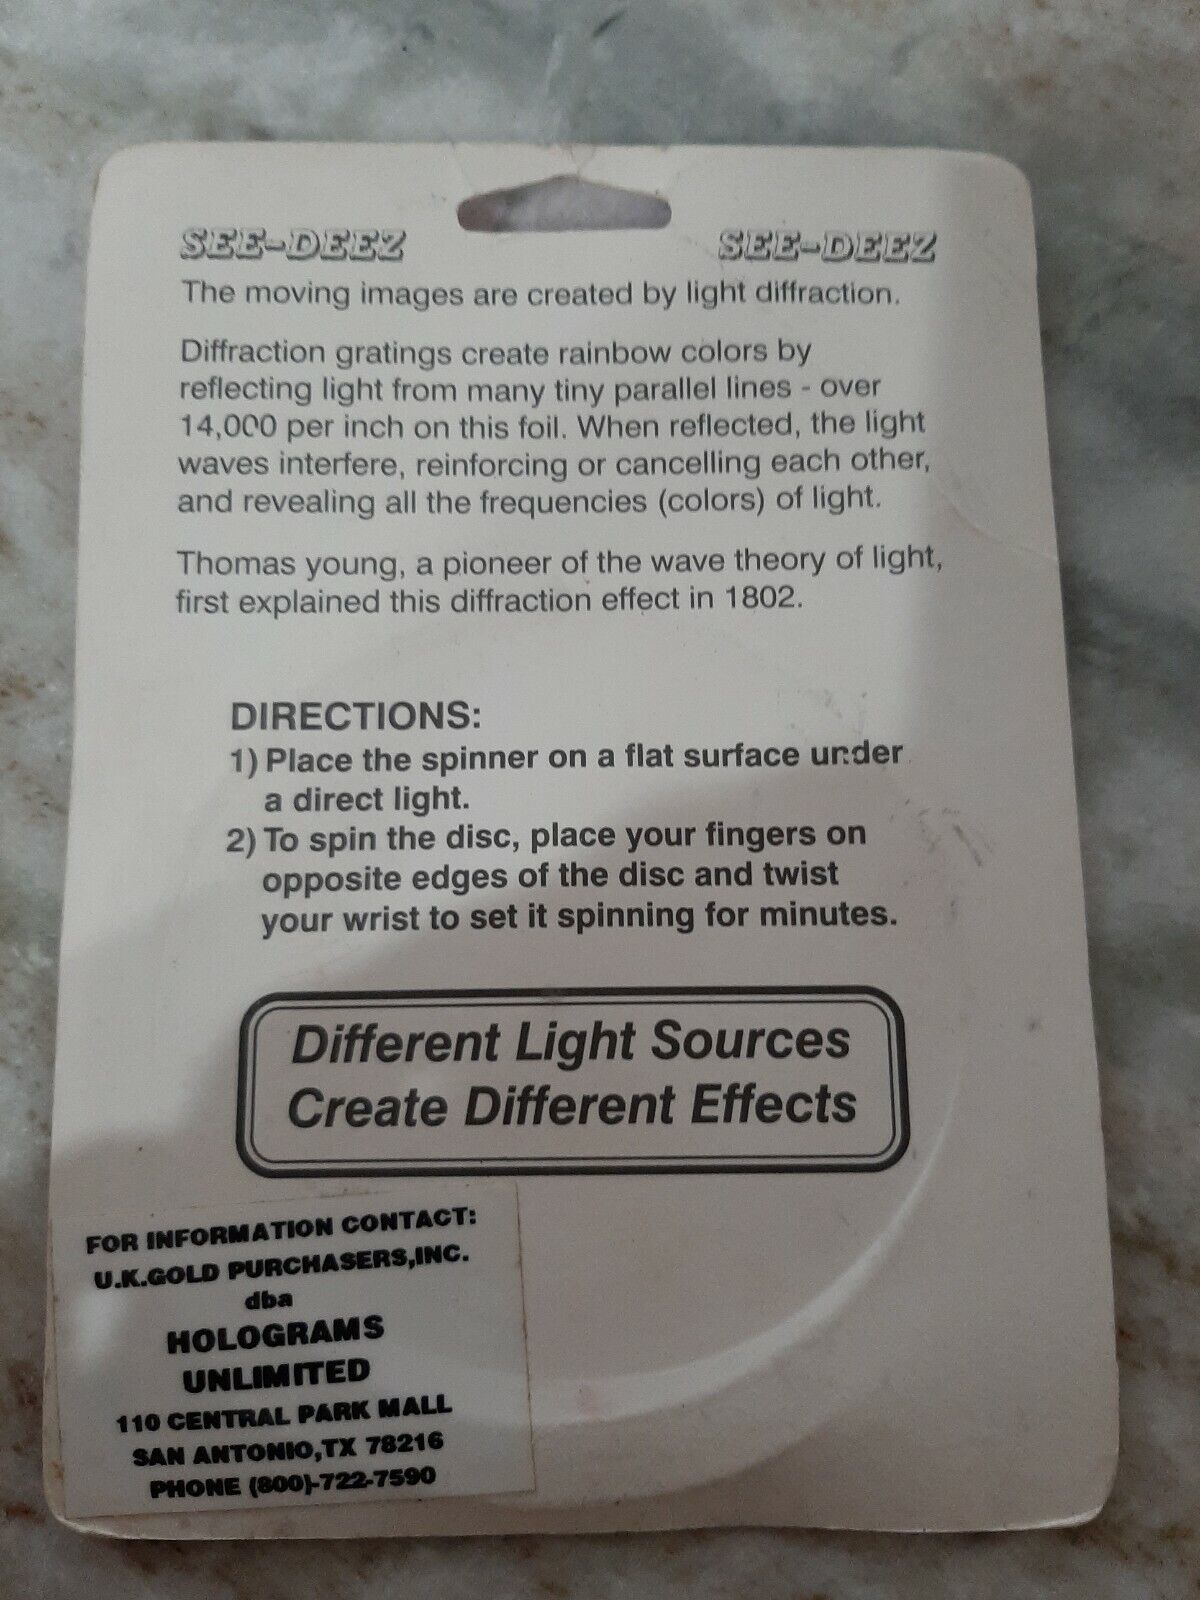 SEE-DEEZ SEE-DEEZ
The moving images are created by light diffraction.
Diffraction gratings create rainbow colors by
reflecting light from many tiny parallel lines - over
14,000 per inch on this foil. When reflected, the light
waves interfere, reinforcing or cancelling each other,
and revealing all the frequencies (colors) of light.
Thomas young, a pioneer of the wave theory of light,
first explained this diffraction effect in 1802.
DIRECTIONS:
1) Place the spinner on a flat surface under
a direct light.
2) To spin the disc, place your fingers on
opposite edges of the disc and twist
your wrist to set it spinning for minutes.
Different Light Sources
Create Different Effects
FOR INFORMATION CONTACT:
U.K.GOLD PURCHASERS,INC.
dba
HOLOGRAMS
UNLIMITED
110 CENTRAL PARK MALL
SAN ANTONIO,TX 78216
PHONE (800)-722-7590